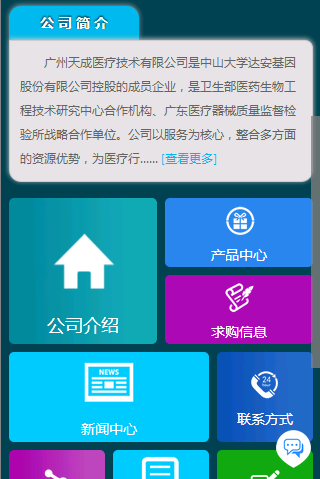 公司简介
广州天成医疗技术有限公司是中山大学达安基因
股份有限公司控股的成员企业，是卫生部医药生物工
程技术研究中心合作机构、广东医疗器械质量监督检
验所战略合作单位。公司以服务为核心，整合多方面
的资源优势，为医疗行...... [查看更多]
产品中心
公司介绍
求购信息
NEWS
新闻中心
24
联系方式